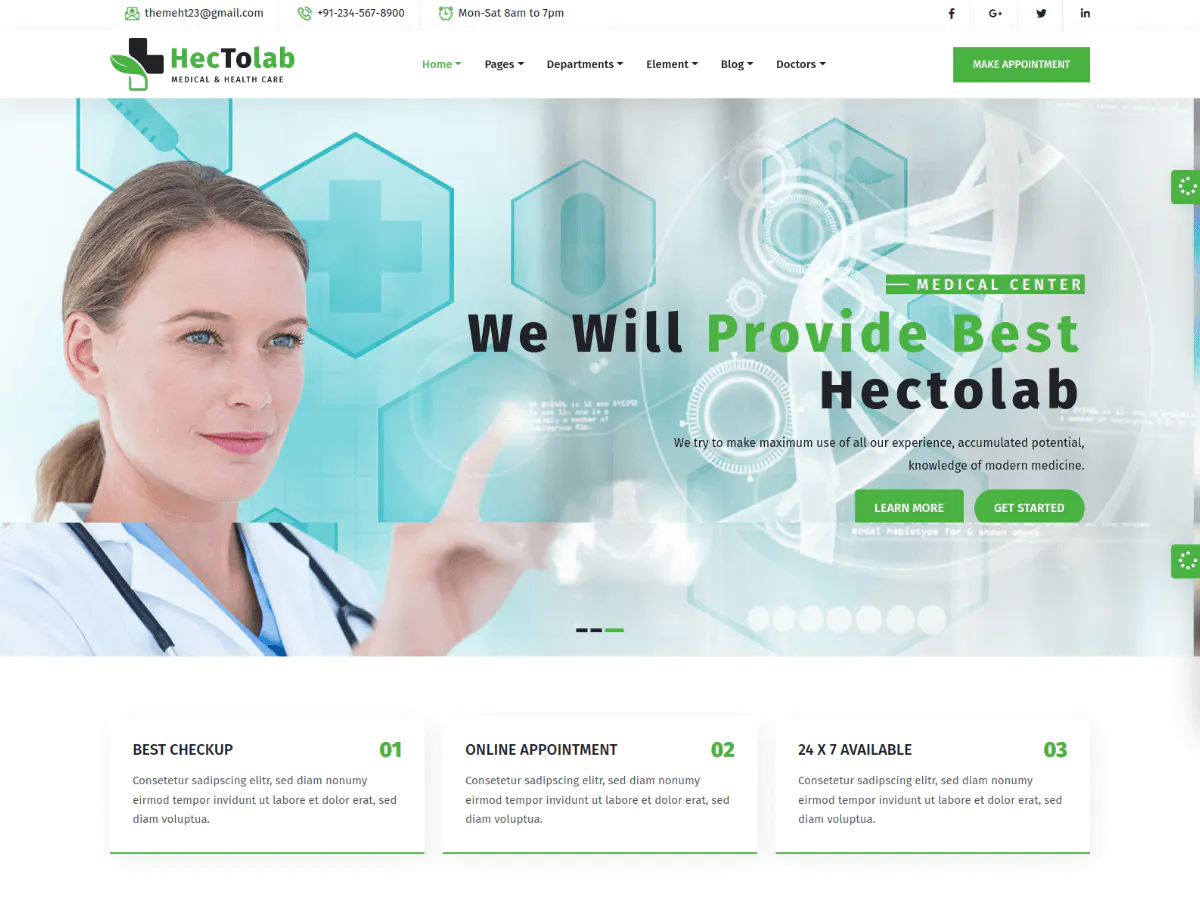 themeht23@gmail.com +91-234-567-8900 Mon-Sat 8am to 7pm
HecTolab
MEDICAL & HEALTH CARE
Home Pages Departments Element Blog Doctors MAKE APPOINTMENT
MEDICAL CENTER
We Will Provide Best
Hectolab
We try to make maximum use of all our experience, accumulated potential,
knowledge of modern medicine.
LEARN MORE GET STARTED
BEST CHECKUP 01
Consetetur sadipscing elitr, sed diam nonumy
eirmod tempor invidunt ut labore et dolor erat, sed
diam voluptua.
ONLINE APPOINTMENT 02
Consetetur sadipscing elitr, sed diam nonumy
eirmod tempor invidunt ut labore et dolor erat, sed
diam voluptua.
24 X 7 AVAILABLE 03
Consetetur sadipscing elitr, sed diam nonumy
eirmod tempor invidunt ut labore et dolor erat, sed
diam voluptua.